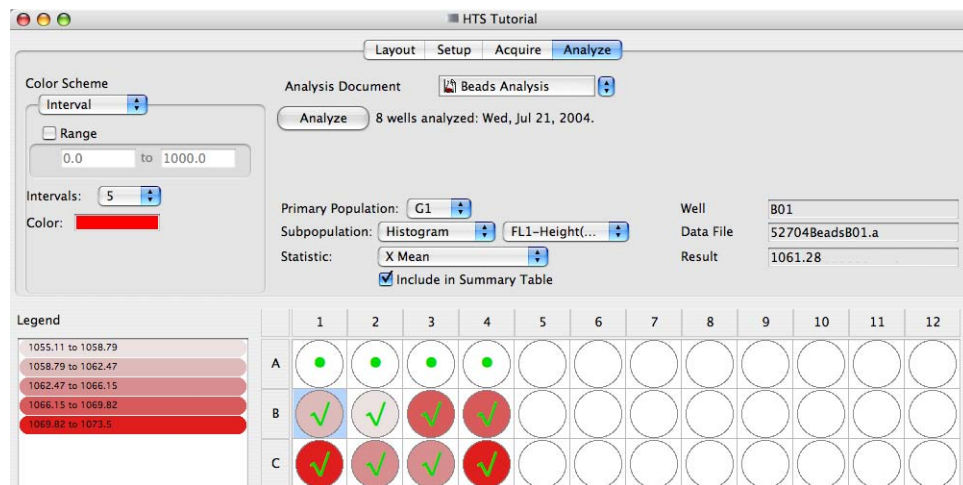 HTS Tutorial
Layout Setup Acquire Analyze
Color Scheme
Interval
Range
0.0 to 1000.0
Intervals: 5
Color:
Analysis Document Beads Analysis
Analyze 8 wells analyzed: Wed, Jul 21, 2004.
Primary Population: G1
Subpopulation: Histogram FL1-Height(...
Statistic: X Mean
Include in Summary Table
Well B01
Data File 52704BeadsB01.a
Result 1061.28
Legend
1055.11 to 1058.79
1058.79 to 1062.47
1062.47 to 1066.15
1066.15 to 1069.82
1069.82 to 1073.5
1 2 3 4 5 6 7 8 9 10 11 12
A
B
C